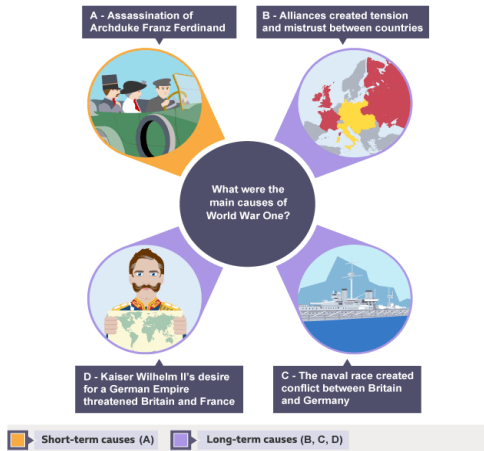 A - Assassination of
Archduke Franz Ferdinand
B - Alliances created tension
and mistrust between countries
What were the
main causes of
World War One?
D - Kaiser Wilhelm II's desire
for a German Empire
threatened Britain and France
C - The naval race created
conflict between Britain
and Germany
Short-term causes (A)
Long-term causes (B, C, D)